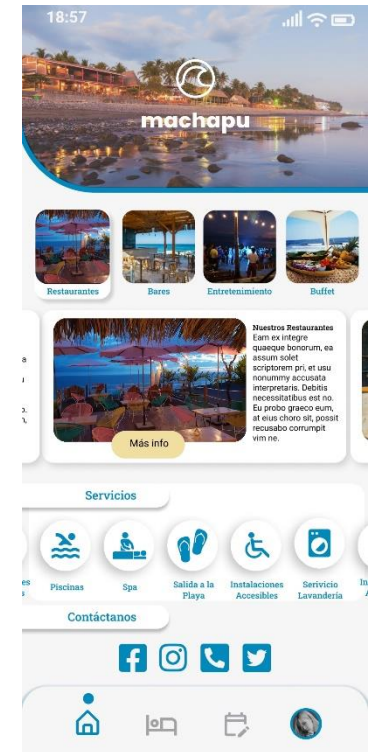 18:57
machapu
Restaurantes
Bares
Entretenimiento
Buffet
Nuestros Restaurantes
Eam ex integre
quaeque bonorum, ea
assum solet
scriptorem pri, et usu
nonummy accusata
interpretaris. Debitis
necessitatibus est no.
Eu probo graeco eum,
at eius choro sit, possit
recusabo corrumpit
vim ne.
Más info
Servicios
Piscinas
Spa
Salida a la
Playa
Instalaciones
Accesibles
Serivicio
Lavandería
Contáctanos